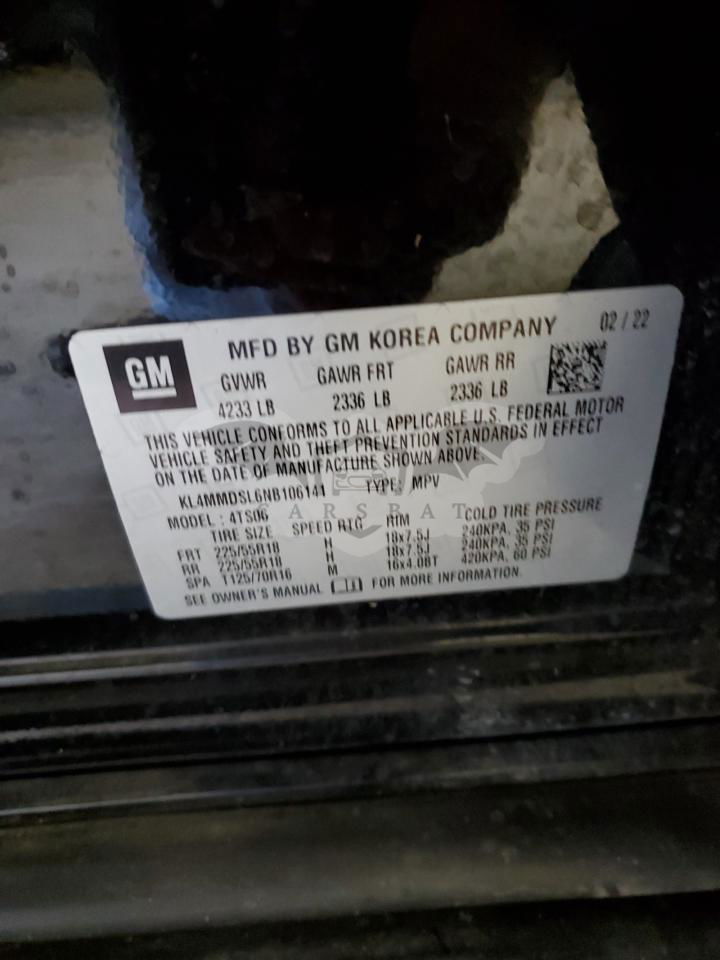 MFD BY GM KOREA COMPANY 02 / 22
GM
GVWR GAWR FRT GAWR RR
4233 LB 2336 LB 2336 LB
THIS VEHICLE CONFORMS TO ALL APPLICABLE U.S. FEDERAL MOTOR
VEHICLE SAFETY AND THEFT PREVENTION STANDARDS IN EFFECT
ON THE DATE OF MANUFACTURE SHOWN ABOVE.
KL4MMDSL6NB106141 TYPE: MPV
MODEL: 4TS06
TIRE SIZE SPEED RTG RIM COLD TIRE PRESSURE
FRT 225/55R18 H 18x7.5J 240KPA, 35 PSI
RR 225/55R18 H 18x7.5J 240KPA, 35 PSI
SPA T125/70R16 M 16x4.0BT 420KPA, 60 PSI
SEE OWNER'S MANUAL FOR MORE INFORMATION.
CARSBAT